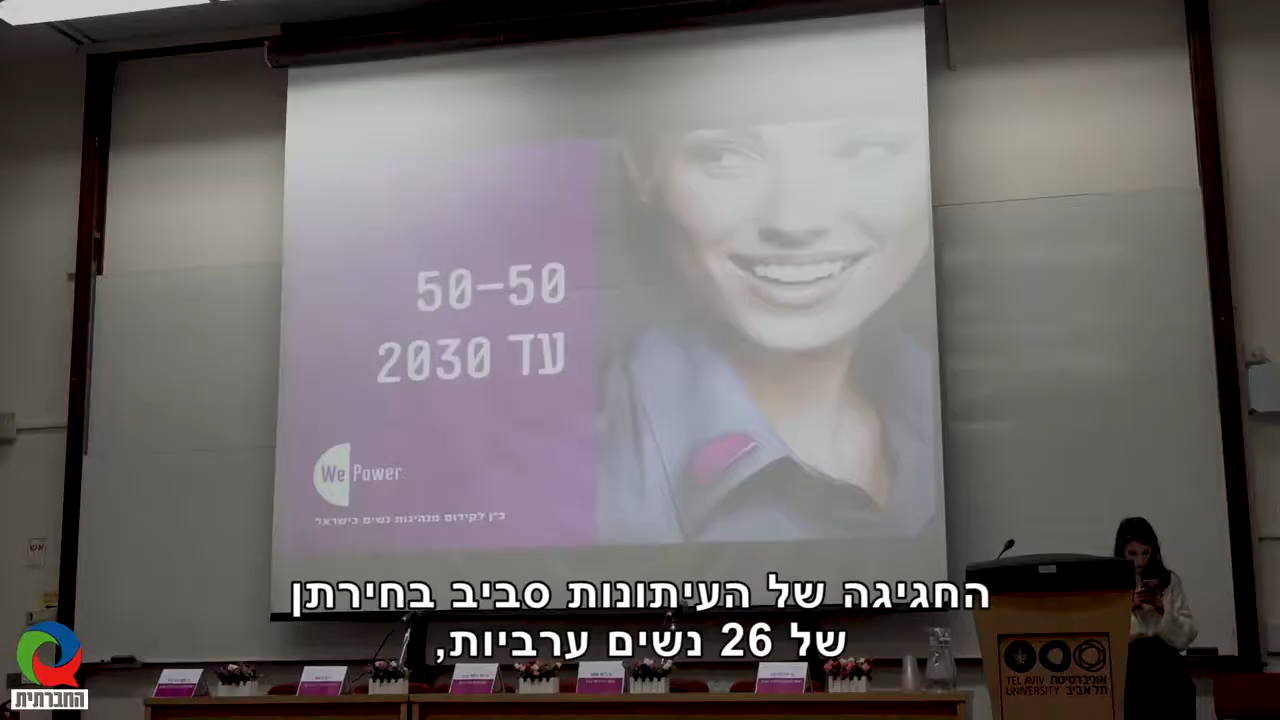 50–50
עד 2030
We Power
כ״ן לקידום מנהיגות נשים בישראל
אש
החגיגה של העיתונות סביב בחירתן
של 26 נשים ערביות,
TEL AVIV אוניברסיטת
UNIVERSITY תל אביב
החברתית